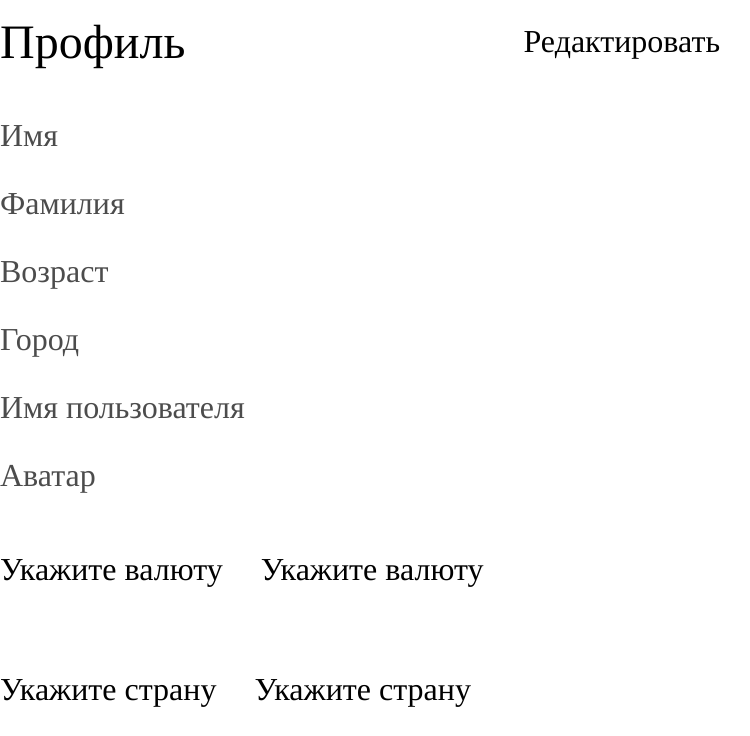 Профиль Редактировать
Имя
Фамилия
Возраст
Город
Имя пользователя
Аватар
Укажите валюту Укажите валюту
Укажите страну Укажите страну